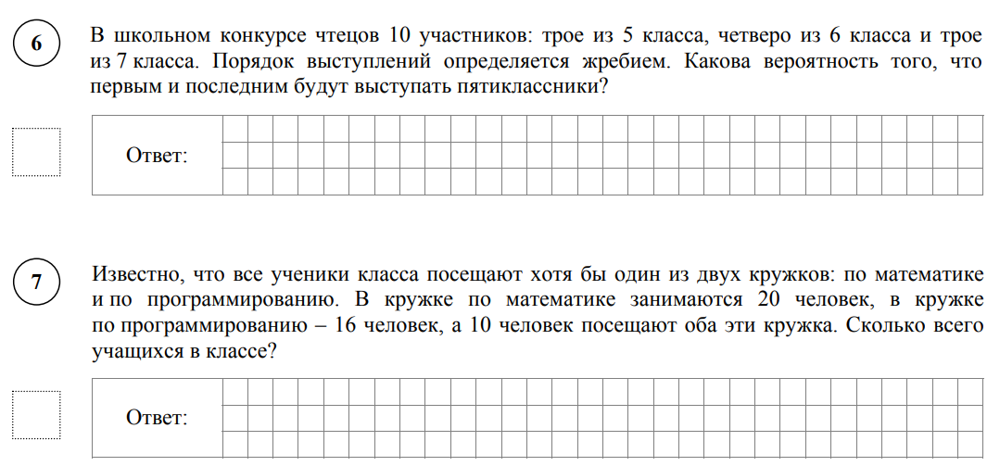 6
В школьном конкурсе чтецов 10 участников: трое из 5 класса, четверо из 6 класса и трое
из 7 класса. Порядок выступлений определяется жребием. Какова вероятность того, что
первым и последним будут выступать пятиклассники?
Ответ:
7
Известно, что все ученики класса посещают хотя бы один из двух кружков: по математике
и по программированию. В кружке по математике занимаются 20 человек, в кружке
по программированию – 16 человек, а 10 человек посещают оба эти кружка. Сколько всего
учащихся в классе?
Ответ: